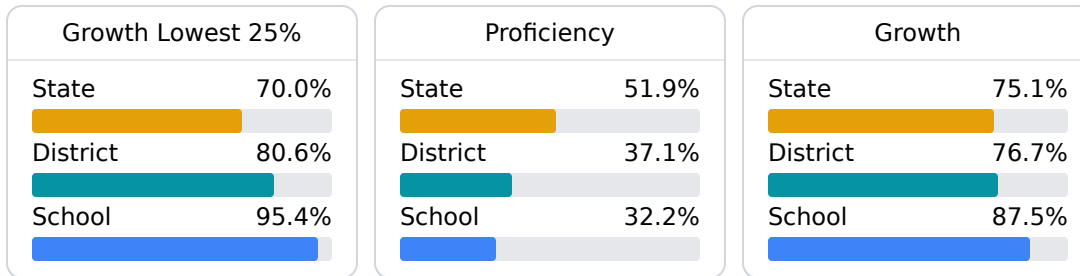 Growth Lowest 25%
State 70.0%
District 80.6%
School 95.4%
Proficiency
State 51.9%
District 37.1%
School 32.2%
Growth
State 75.1%
District 76.7%
School 87.5%